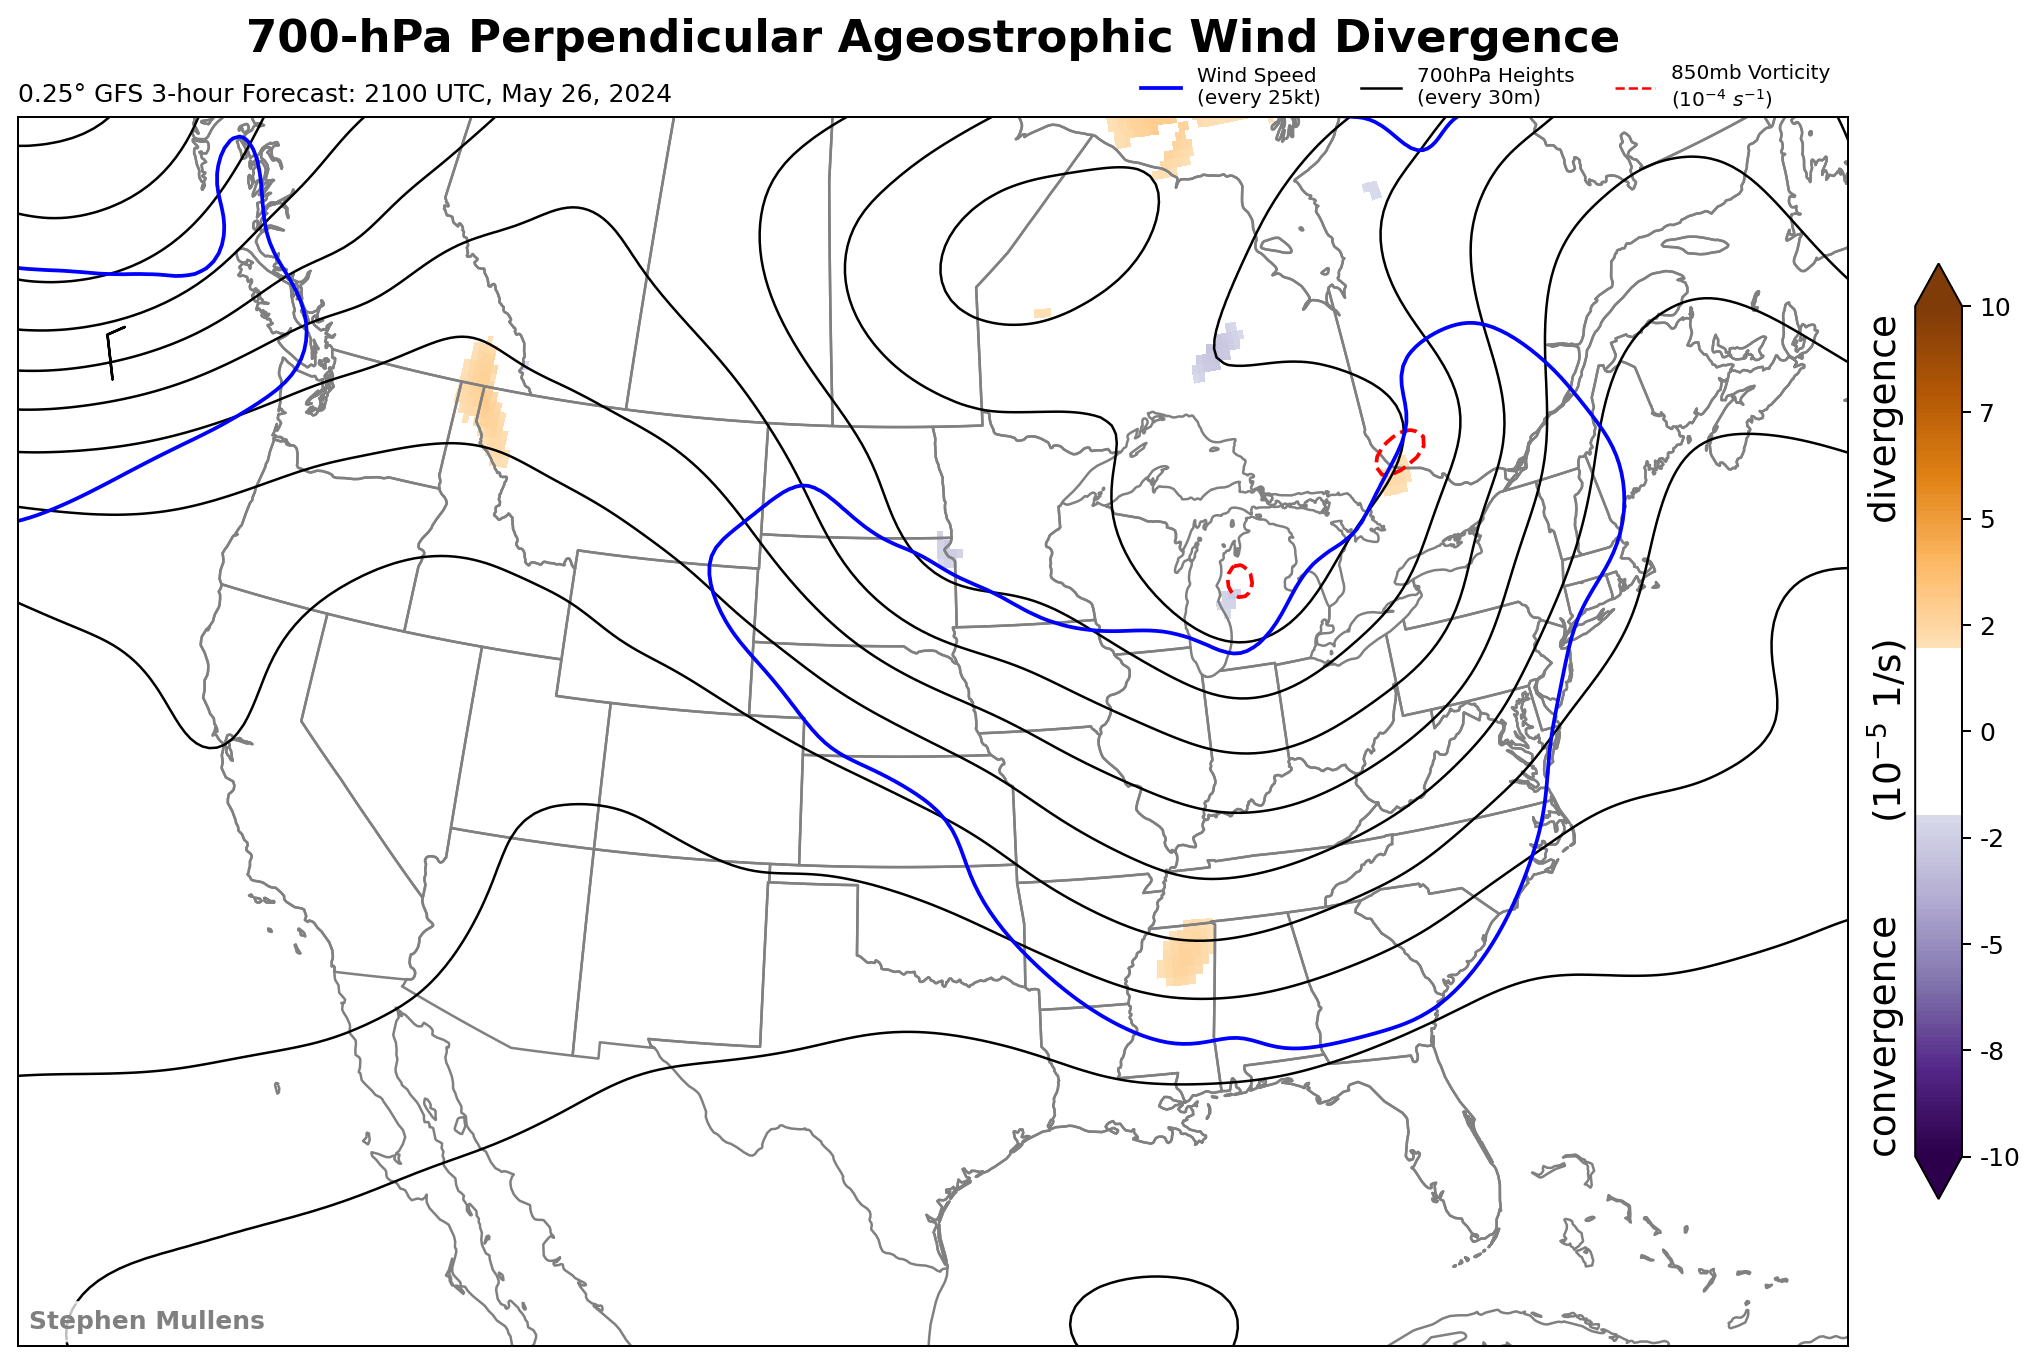 700-hPa Perpendicular Ageostrophic Wind Divergence
0.25° GFS 3-hour Forecast: 2100 UTC, May 26, 2024
Wind Speed
(every 25kt)
700hPa Heights
(every 30m)
850mb Vorticity
(10⁻⁴ s⁻¹)
10
7
5
2
0
-2
-5
-8
-10
convergence (10⁻⁵ 1/s) divergence
Stephen Mullens